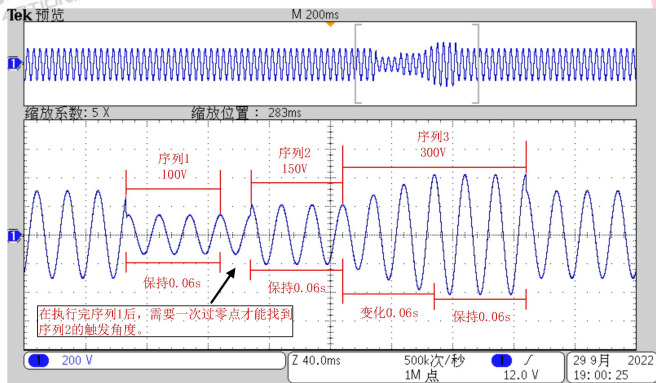 Tek 预览
M 200ms
1
缩放系数: 5 X
缩放位置： 283ms
序列1
100V
序列2
150V
序列3
300V
1
保持0.06s
保持0.06s
变化0.06s
保持0.06s
在执行完序列1后，需要一次过零点才能找到
序列2的触发角度。
1 200 V
Z 40.0ms
500k次/秒
1M 点
1
12.0 V
29 9月 2022
19:00:25